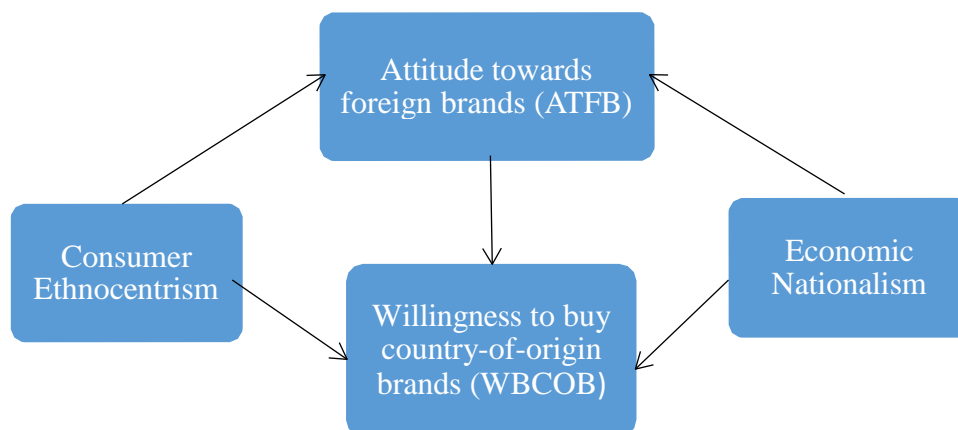 Attitude towards
foreign brands (ATFB)
Consumer
Ethnocentrism
Economic
Nationalism
Willingness to buy
country-of-origin
brands (WBCOB)